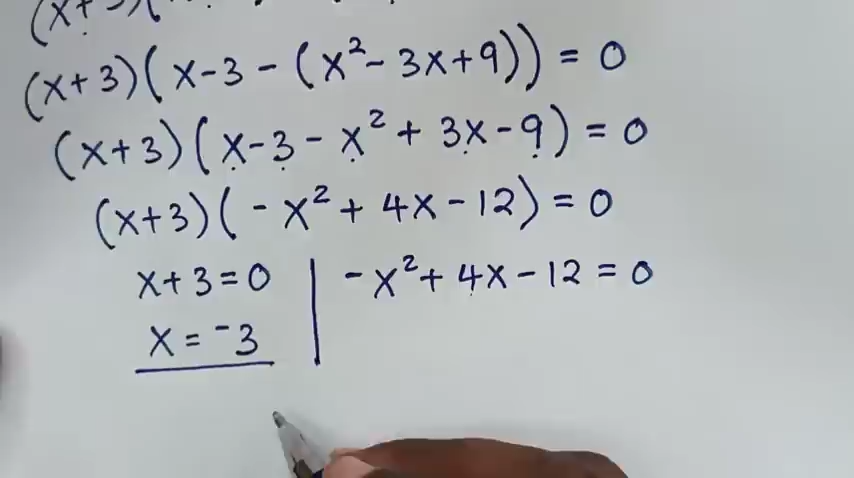 (x+3)(
(x+3)(x-3-(x²-3x+9)) = 0
(x+3)(x-3-x²+3x-9) = 0
(x+3)(-x²+4x-12) = 0
x+3=0 | -x²+4x-12=0
x = ⁻3